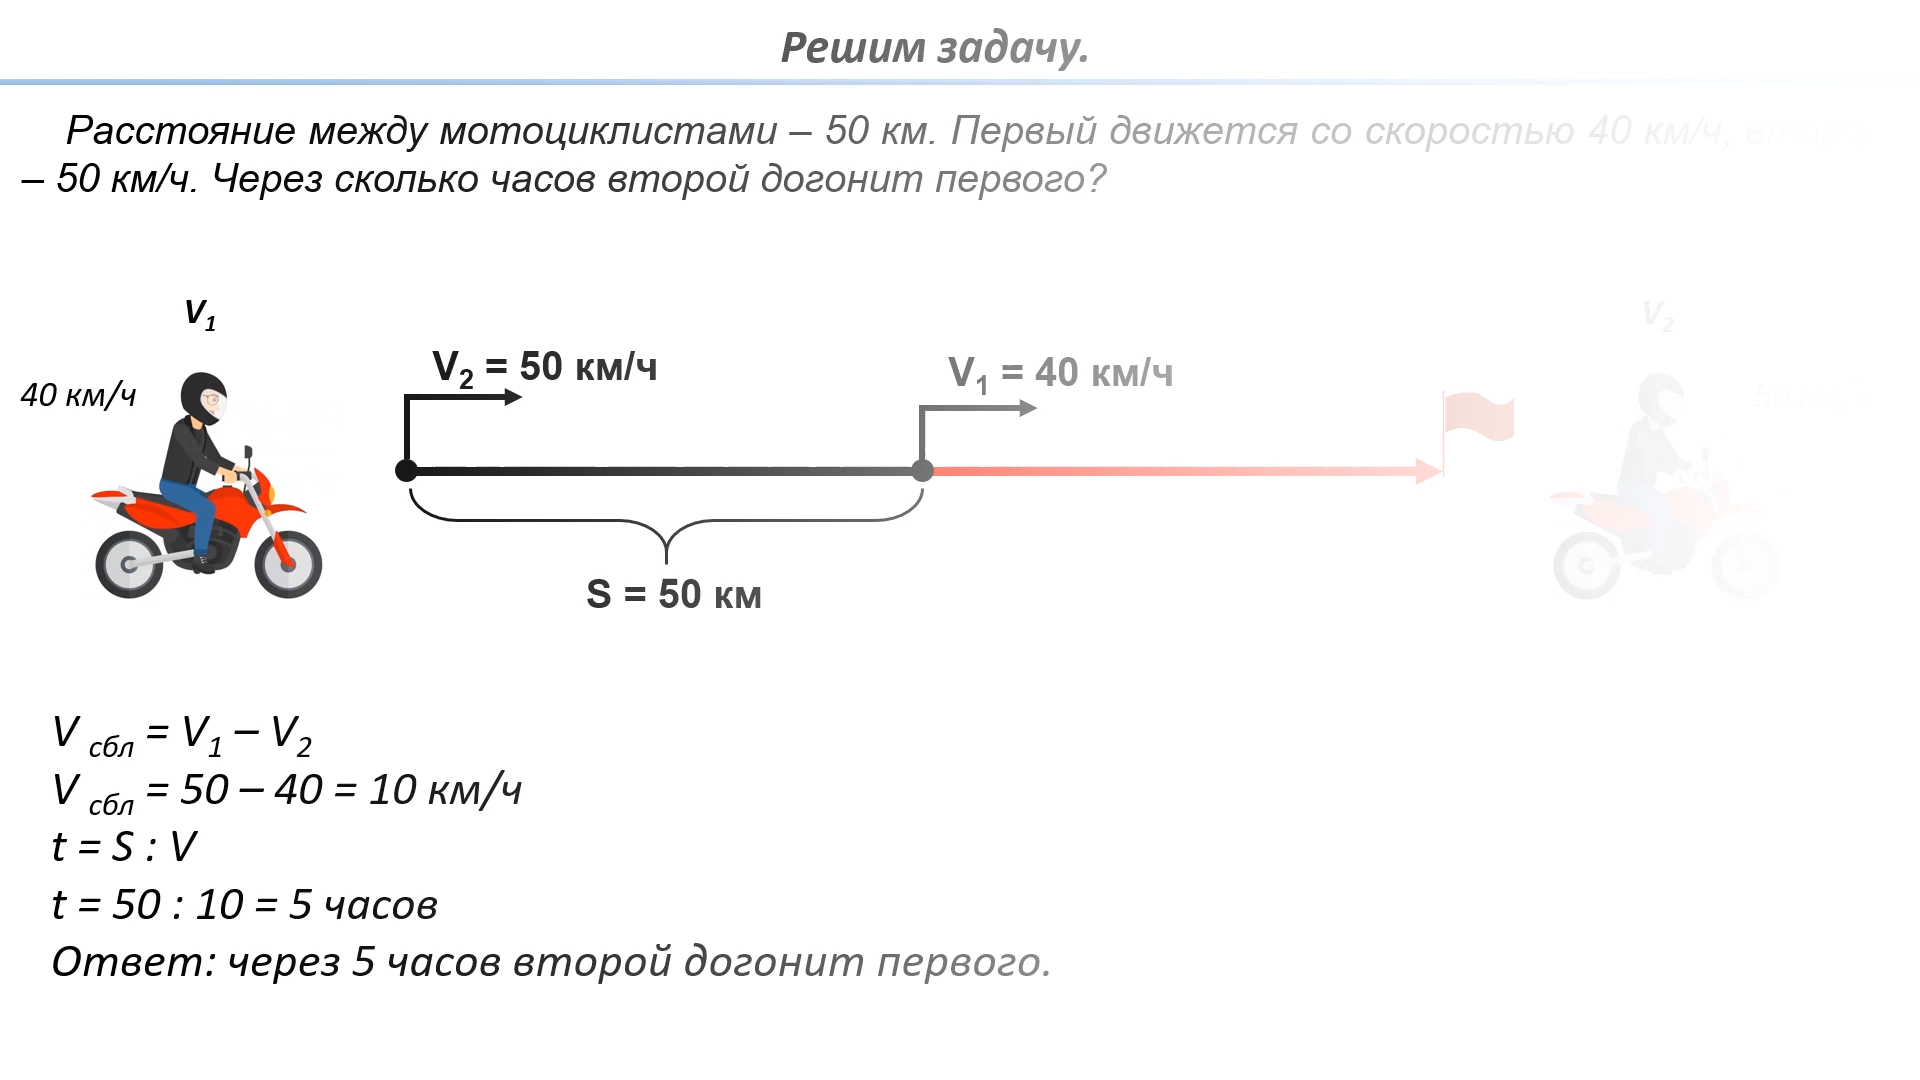 Решим задачу.
Расстояние между мотоциклистами – 50 км. Первый движется со скоростью 40 км/ч,
– 50 км/ч. Через сколько часов второй догонит первого?
V1
V2
40 км/ч
V2 = 50 км/ч
V1 = 40 км/ч
S = 50 км
V сбл = V1 – V2
V сбл = 50 – 40 = 10 км/ч
t = S : V
t = 50 : 10 = 5 часов
Ответ: через 5 часов второй догонит первого.